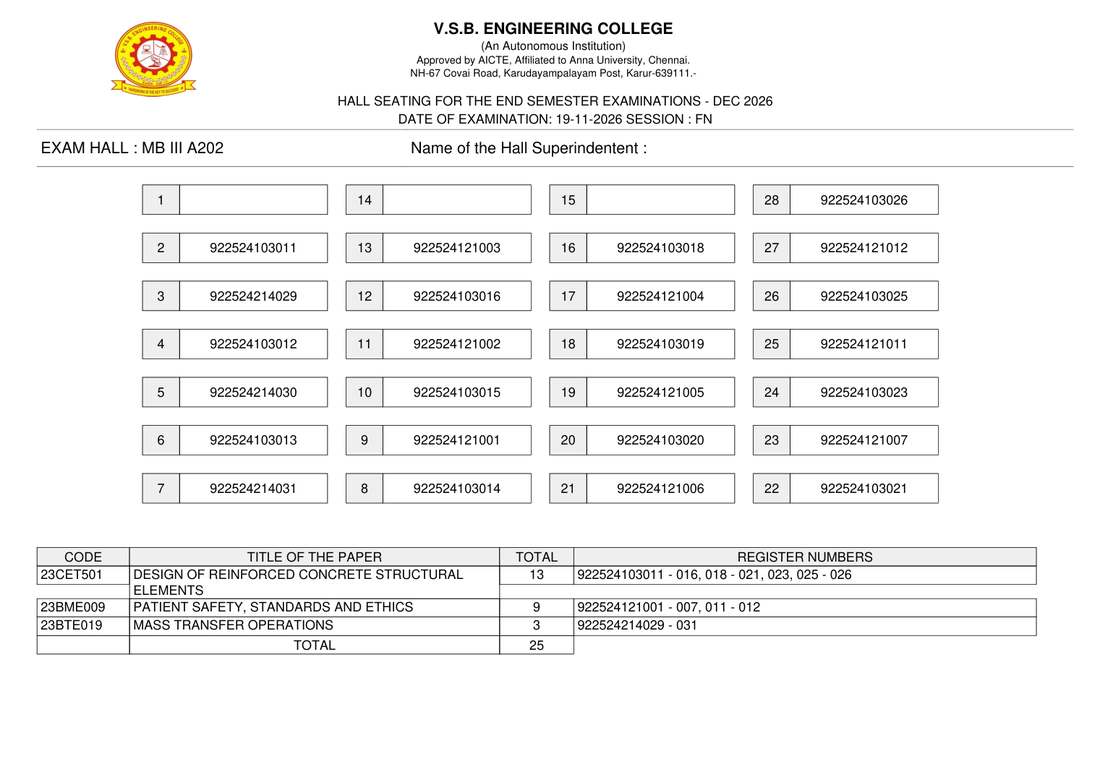 V.S.B. ENGINEERING COLLEGE
(An Autonomous Institution)
Approved by AICTE, Affiliated to Anna University, Chennai.
NH-67 Covai Road, Karudayampalayam Post, Karur-639111.-
HALL SEATING FOR THE END SEMESTER EXAMINATIONS - DEC 2026
DATE OF EXAMINATION: 19-11-2026 SESSION : FN
EXAM HALL : MB III A202 Name of the Hall Superindentent :
1 14 15 28 922524103026
2 922524103011 13 922524121003 16 922524103018 27 922524121012
3 922524214029 12 922524103016 17 922524121004 26 922524103025
4 922524103012 11 922524121002 18 922524103019 25 922524121011
5 922524214030 10 922524103015 19 922524121005 24 922524103023
6 922524103013 9 922524121001 20 922524103020 23 922524121007
7 922524214031 8 922524103014 21 922524121006 22 922524103021
CODE TITLE OF THE PAPER TOTAL REGISTER NUMBERS
23CET501 DESIGN OF REINFORCED CONCRETE STRUCTURAL 13 922524103011 - 016, 018 - 021, 023, 025 - 026
ELEMENTS
23BME009 PATIENT SAFETY, STANDARDS AND ETHICS 9 922524121001 - 007, 011 - 012
23BTE019 MASS TRANSFER OPERATIONS 3 922524214029 - 031
TOTAL 25